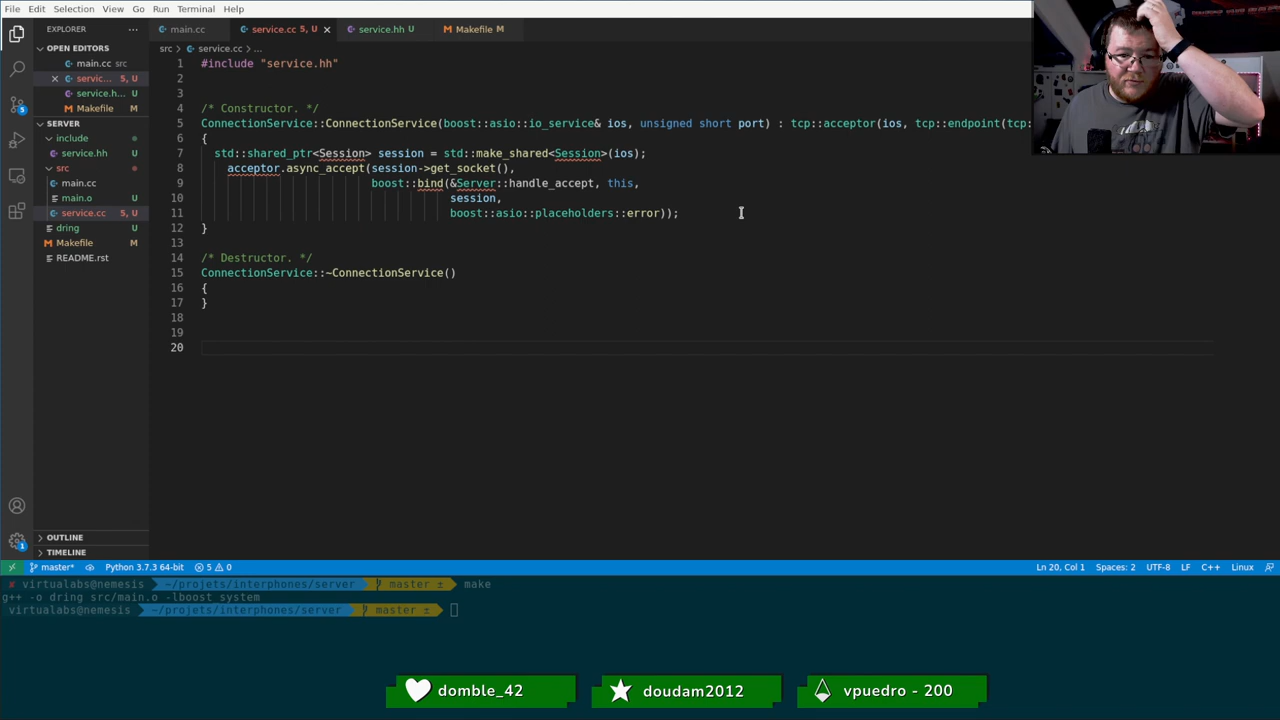 File Edit Selection View Go Run Terminal Help
EXPLORER ...
main.cc
service.cc 5, U
service.hh U
Makefile M
OPEN EDITORS
main.cc src
servic... 5, U
service.h... U
Makefile M
SERVER
include
service.hh U
src
main.cc
main.o U
service.cc 5, U
dring U
Makefile M
README.rst
OUTLINE
TIMELINE
src > service.cc > ...
1 #include "service.hh"
2
3
4 /* Constructor. */
5 ConnectionService::ConnectionService(boost::asio::io_service& ios, unsigned short port) : tcp::acceptor(ios, tcp::endpoint(tcp:
6 {
7 std::shared_ptr<Session> session = std::make_shared<Session>(ios);
8 acceptor.async_accept(session->get_socket(),
9 boost::bind(&Server::handle_accept, this,
10 session,
11 boost::asio::placeholders::error));
12 }
13
14 /* Destructor. */
15 ConnectionService::~ConnectionService()
16 {
17 }
18
19
20
master* Python 3.7.3 64-bit 5 0 Ln 20, Col 1 Spaces: 2 UTF-8 LF C++ Linux
5
1
✘ virtualabs@nemesis ~/projets/interphones/server master ± make
g++ -o dring src/main.o -lboost_system
virtualabs@nemesis ~/projets/interphones/server master ±
domble_42
doudam2012
vpuedro - 200